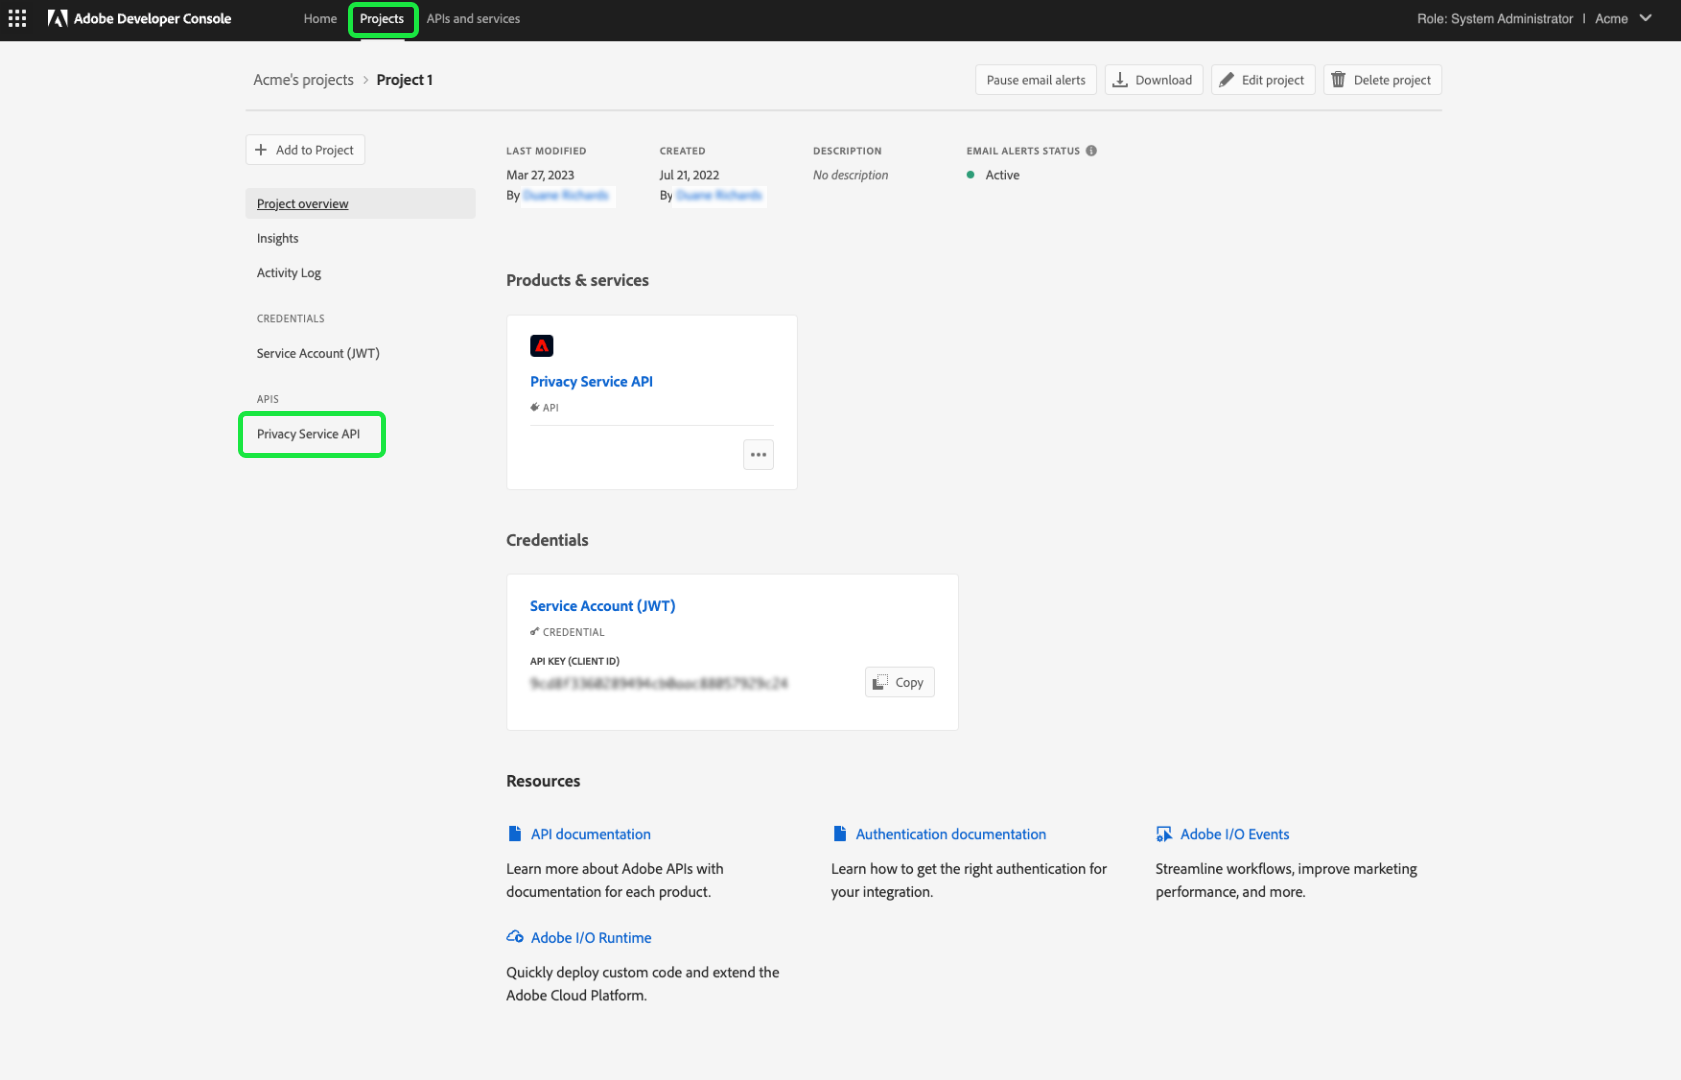 Adobe Developer Console
Home
Projects
APIs and services
Role: System Administrator | Acme
Acme's projects > Project 1
Pause email alerts
Download
Edit project
Delete project
Add to Project
Project overview
Insights
Activity Log
CREDENTIALS
Service Account (JWT)
APIS
Privacy Service API
LAST MODIFIED
Mar 27, 2023
By
CREATED
Jul 21, 2022
By
DESCRIPTION
No description
EMAIL ALERTS STATUS
Active
Products & services
Privacy Service API
API
Credentials
Service Account (JWT)
CREDENTIAL
API KEY (CLIENT ID)
Copy
Resources
API documentation
Learn more about Adobe APIs with
documentation for each product.
Authentication documentation
Learn how to get the right authentication for
your integration.
Adobe I/O Events
Streamline workflows, improve marketing
performance, and more.
Adobe I/O Runtime
Quickly deploy custom code and extend the
Adobe Cloud Platform.